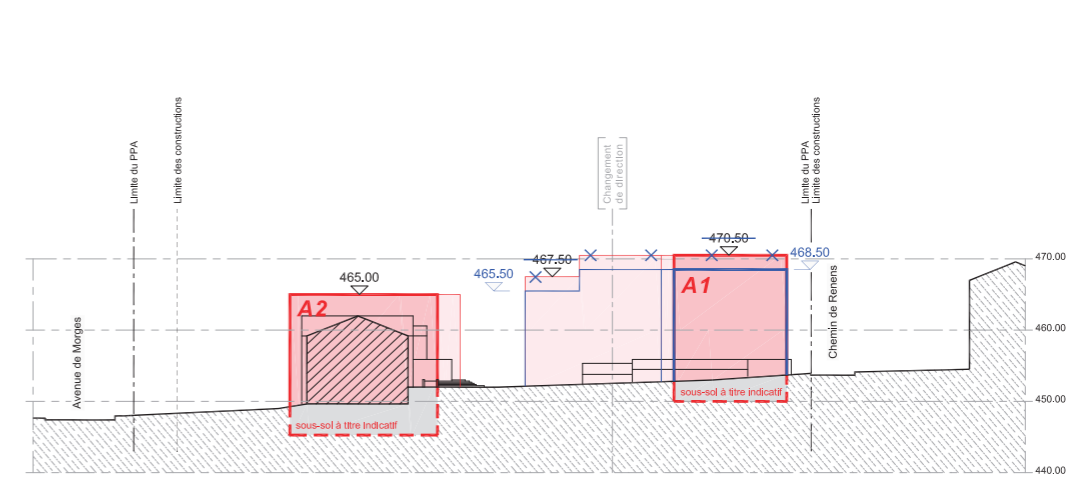 Limite du PPA
Limite des constructions
Changement
de direction
Limite du PPA
Limite des constructions
470.50
468.50
467.50
465.50
465.00
470.00
A2
A1
460.00
Avenue de Morges
Chemin de Renens
sous-sol à titre indicatif
450.00
sous-sol à titre indicatif
440.00